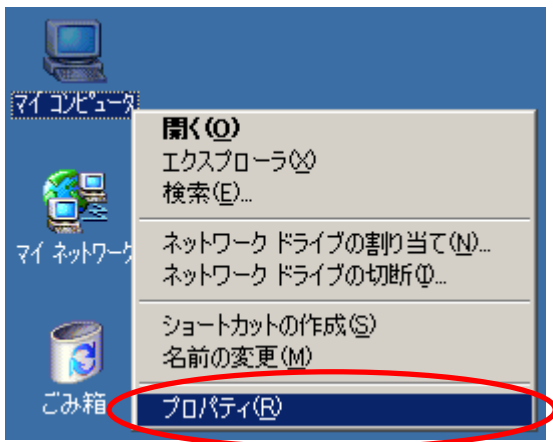 マイ コンピュータ
開く(O)
エクスプローラ(X)
検索(E)...
マイ ネットワーク
ネットワーク ドライブの割り当て(N)...
ネットワーク ドライブの切断(I)...
ショートカットの作成(S)
名前の変更(M)
ごみ箱
プロパティ(R)